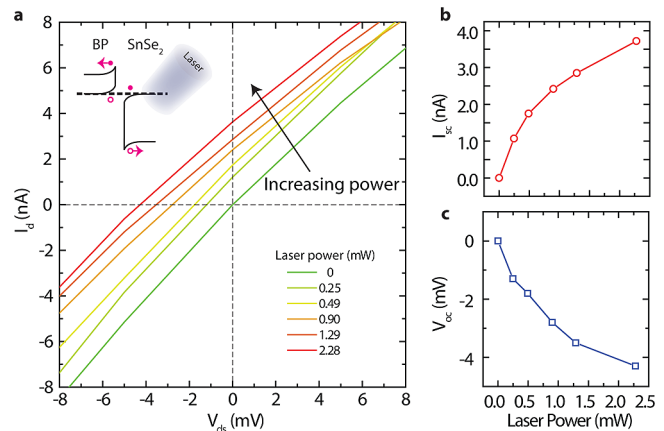 a
BP SnSe2
Laser
Increasing power
Laser power (mW)
0
0.25
0.49
0.90
1.29
2.28
8
6
4
2
0
-2
-4
-6
8
Id (nA)
-8 -6 -4 -2 0 2 4 6 8
Vds (mV)
b
4.0
3.0
2.0
1.0
0.0
Isc (nA)
c
0
-2
-4
Voc (mV)
0.0 0.5 1.0 1.5 2.0 2.5
Laser Power (mW)